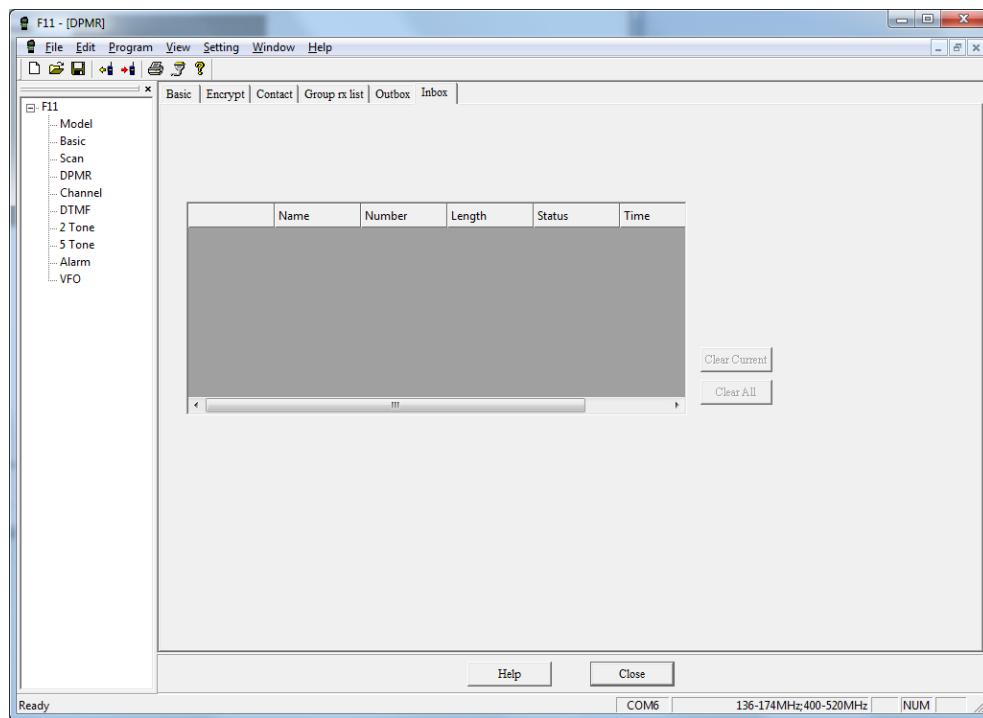 F11 - [DPMR]
File Edit Program View Setting Window Help
F11
Model
Basic
Scan
DPMR
Channel
DTMF
2 Tone
5 Tone
Alarm
VFO
Basic Encrypt Contact Group rx list Outbox Inbox
Name Number Length Status Time
Clear Current
Clear All
Help Close
Ready COM6 136-174MHz;400-520MHz NUM